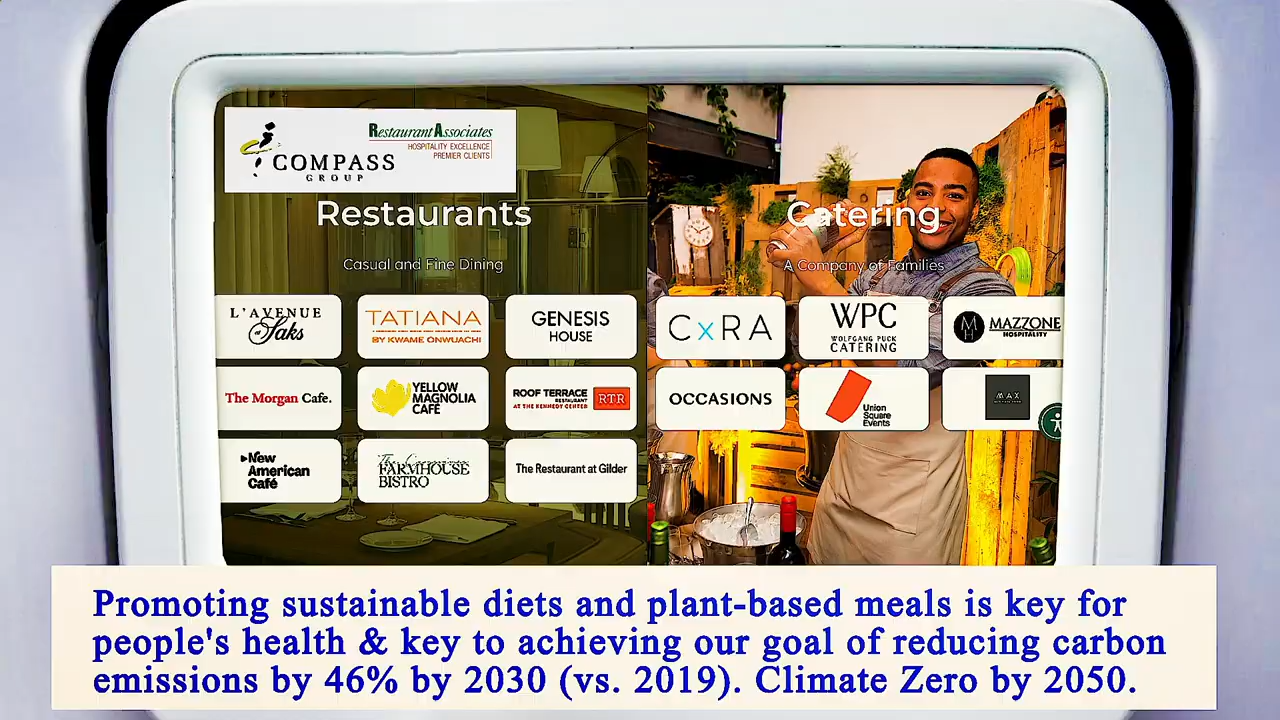 COMPASS
GROUP
RESTAURANT ASSOCIATES
HOSPITALITY EXCELLENCE
PREMIER CLIENTS
Restaurants
Casual and Fine Dining
L'AVENUE
at
Saks
TATIANA
BY KWAME ONWUACHI
GENESIS
HOUSE
The Morgan Cafe.
YELLOW
MAGNOLIA
CAFÉ
ROOF TERRACE
RESTAURANT
AT THE KENNEDY CENTER
RTR
New
American
Café
FARMHOUSE
BISTRO
The Restaurant at Gilder
Catering
A Company of Families
CxRA
WPC
WOLFGANG PUCK
CATERING
MAZZONE
HOSPITALITY
OCCASIONS
Union
Square
Events
MAX
Promoting sustainable diets and plant-based meals is key for
people's health & key to achieving our goal of reducing carbon
emissions by 46% by 2030 (vs. 2019). Climate Zero by 2050.